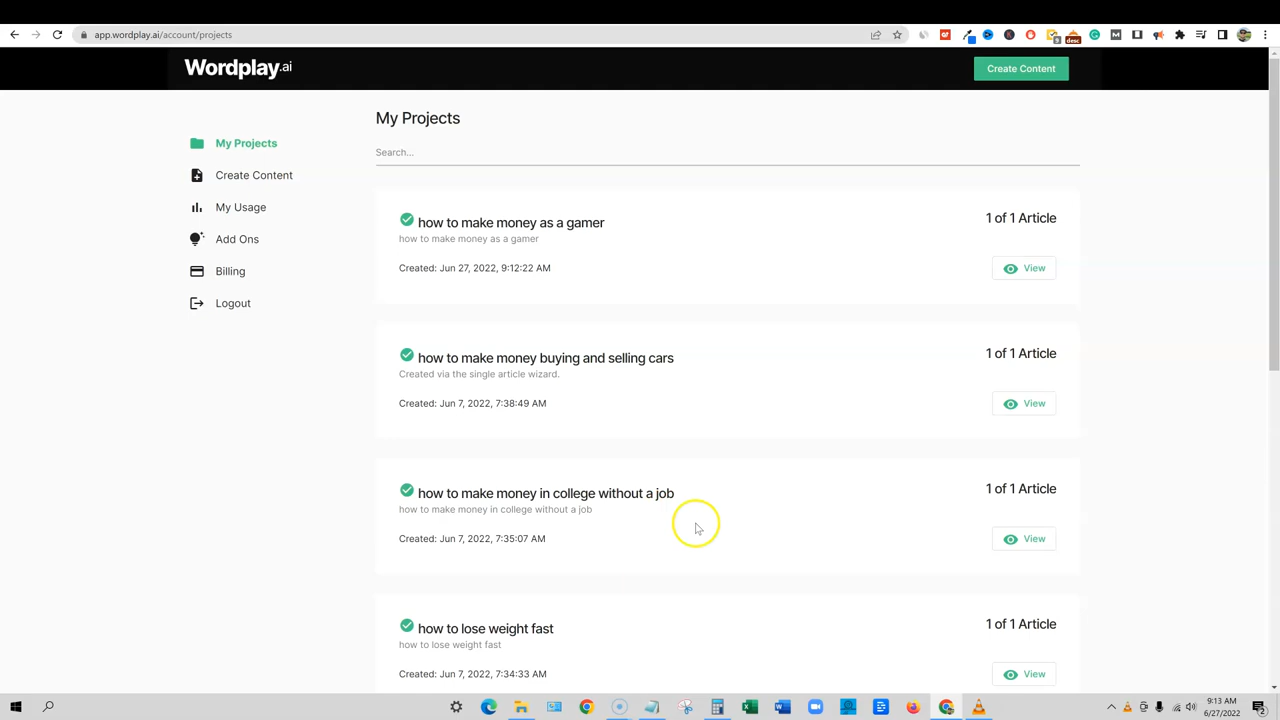 app.wordplay.ai/account/projects
desc
Wordplay.ai
Create Content
My Projects
Create Content
My Usage
Add Ons
Billing
Logout
My Projects
Search...
how to make money as a gamer
1 of 1 Article
how to make money as a gamer
Created: Jun 27, 2022, 9:12:22 AM
View
how to make money buying and selling cars
1 of 1 Article
Created via the single article wizard.
Created: Jun 7, 2022, 7:38:49 AM
View
how to make money in college without a job
1 of 1 Article
how to make money in college without a job
Created: Jun 7, 2022, 7:35:07 AM
View
how to lose weight fast
1 of 1 Article
how to lose weight fast
Created: Jun 7, 2022, 7:34:33 AM
View
9:13 AM
6/27/2022